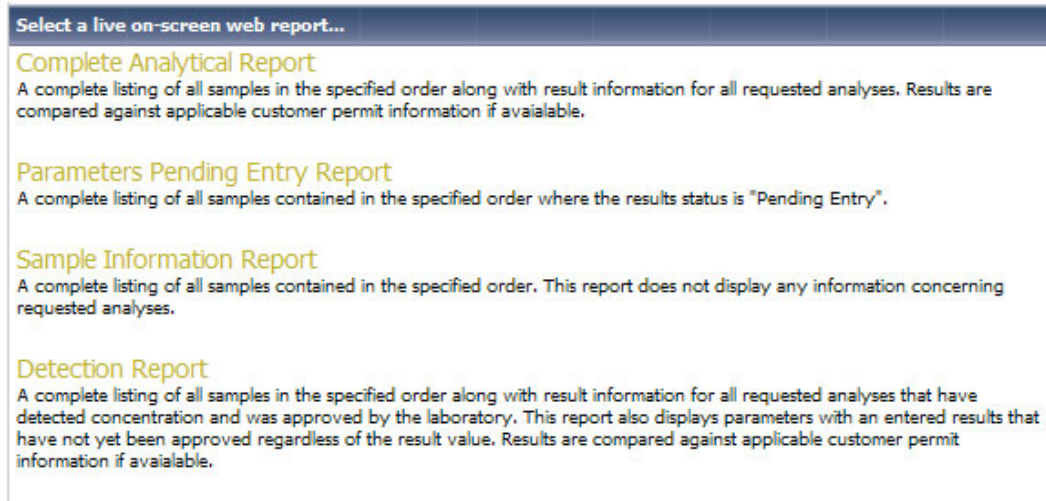 Select a live on-screen web report...
Complete Analytical Report
A complete listing of all samples in the specified order along with result information for all requested analyses. Results are
compared against applicable customer permit information if avaialable.
Parameters Pending Entry Report
A complete listing of all samples contained in the specified order where the results status is "Pending Entry".
Sample Information Report
A complete listing of all samples contained in the specified order. This report does not display any information concerning
requested analyses.
Detection Report
A complete listing of all samples in the specified order along with result information for all requested analyses that have
detected concentration and was approved by the laboratory. This report also displays parameters with an entered results that
have not yet been approved regardless of the result value. Results are compared against applicable customer permit
information if avaialable.